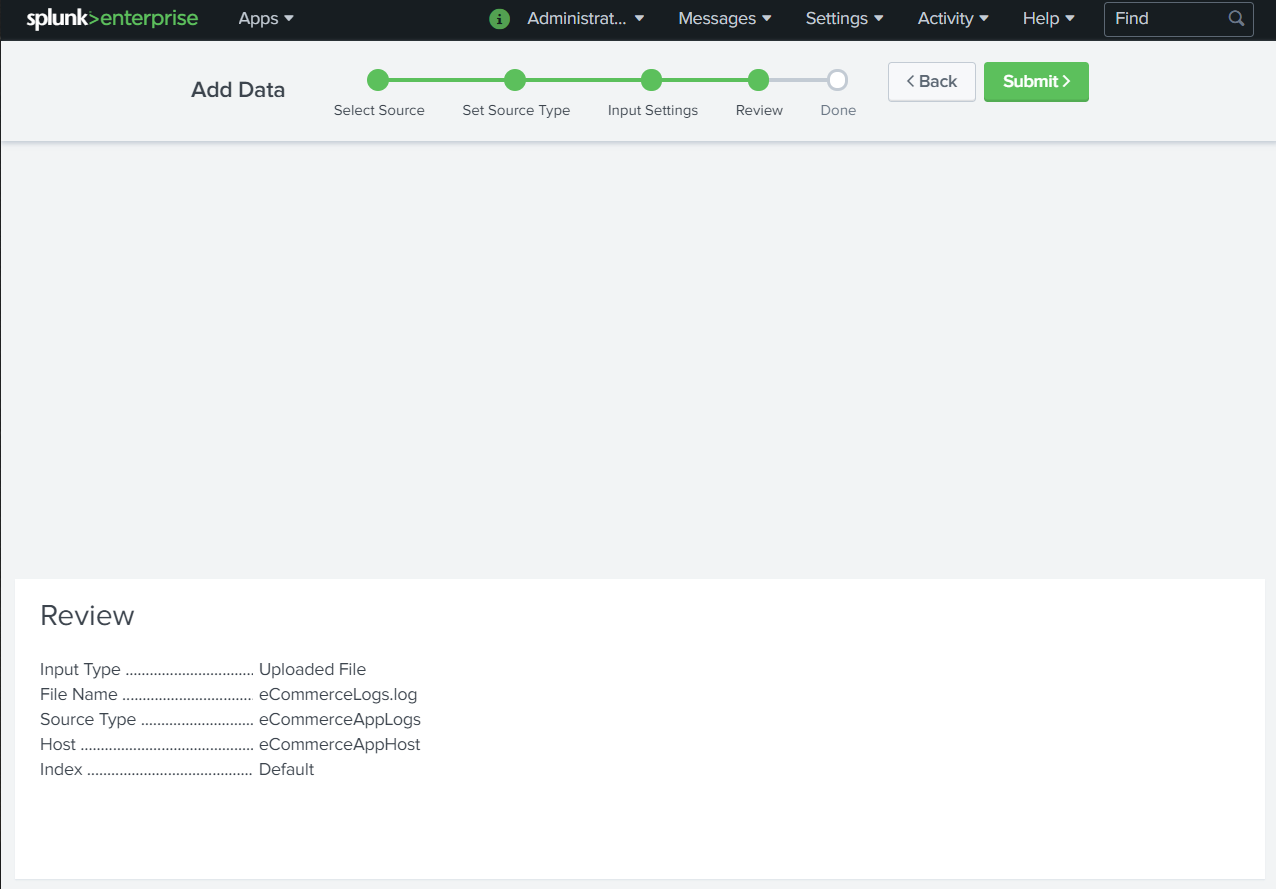 splunk>enterprise Apps Administrat... Messages Settings Activity Help Find
Add Data Select Source Set Source Type Input Settings Review Done < Back Submit >
Review
Input Type ................................ Uploaded File
File Name ................................. eCommerceLogs.log
Source Type ............................ eCommerceAppLogs
Host ........................................... eCommerceAppHost
Index ......................................... Default